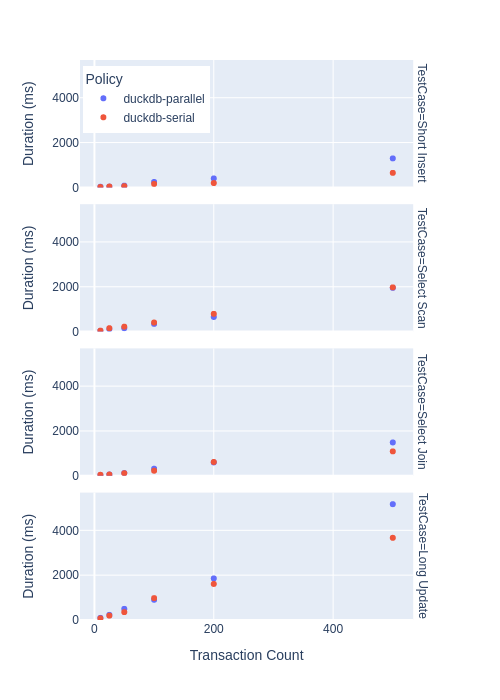 Policy
duckdb-parallel
duckdb-serial
Duration (ms)
4000
2000
0
TestCase=Short Insert
Duration (ms)
4000
2000
0
TestCase=Select Scan
Duration (ms)
4000
2000
0
TestCase=Select Join
Duration (ms)
4000
2000
0
TestCase=Long Update
0 200 400
Transaction Count